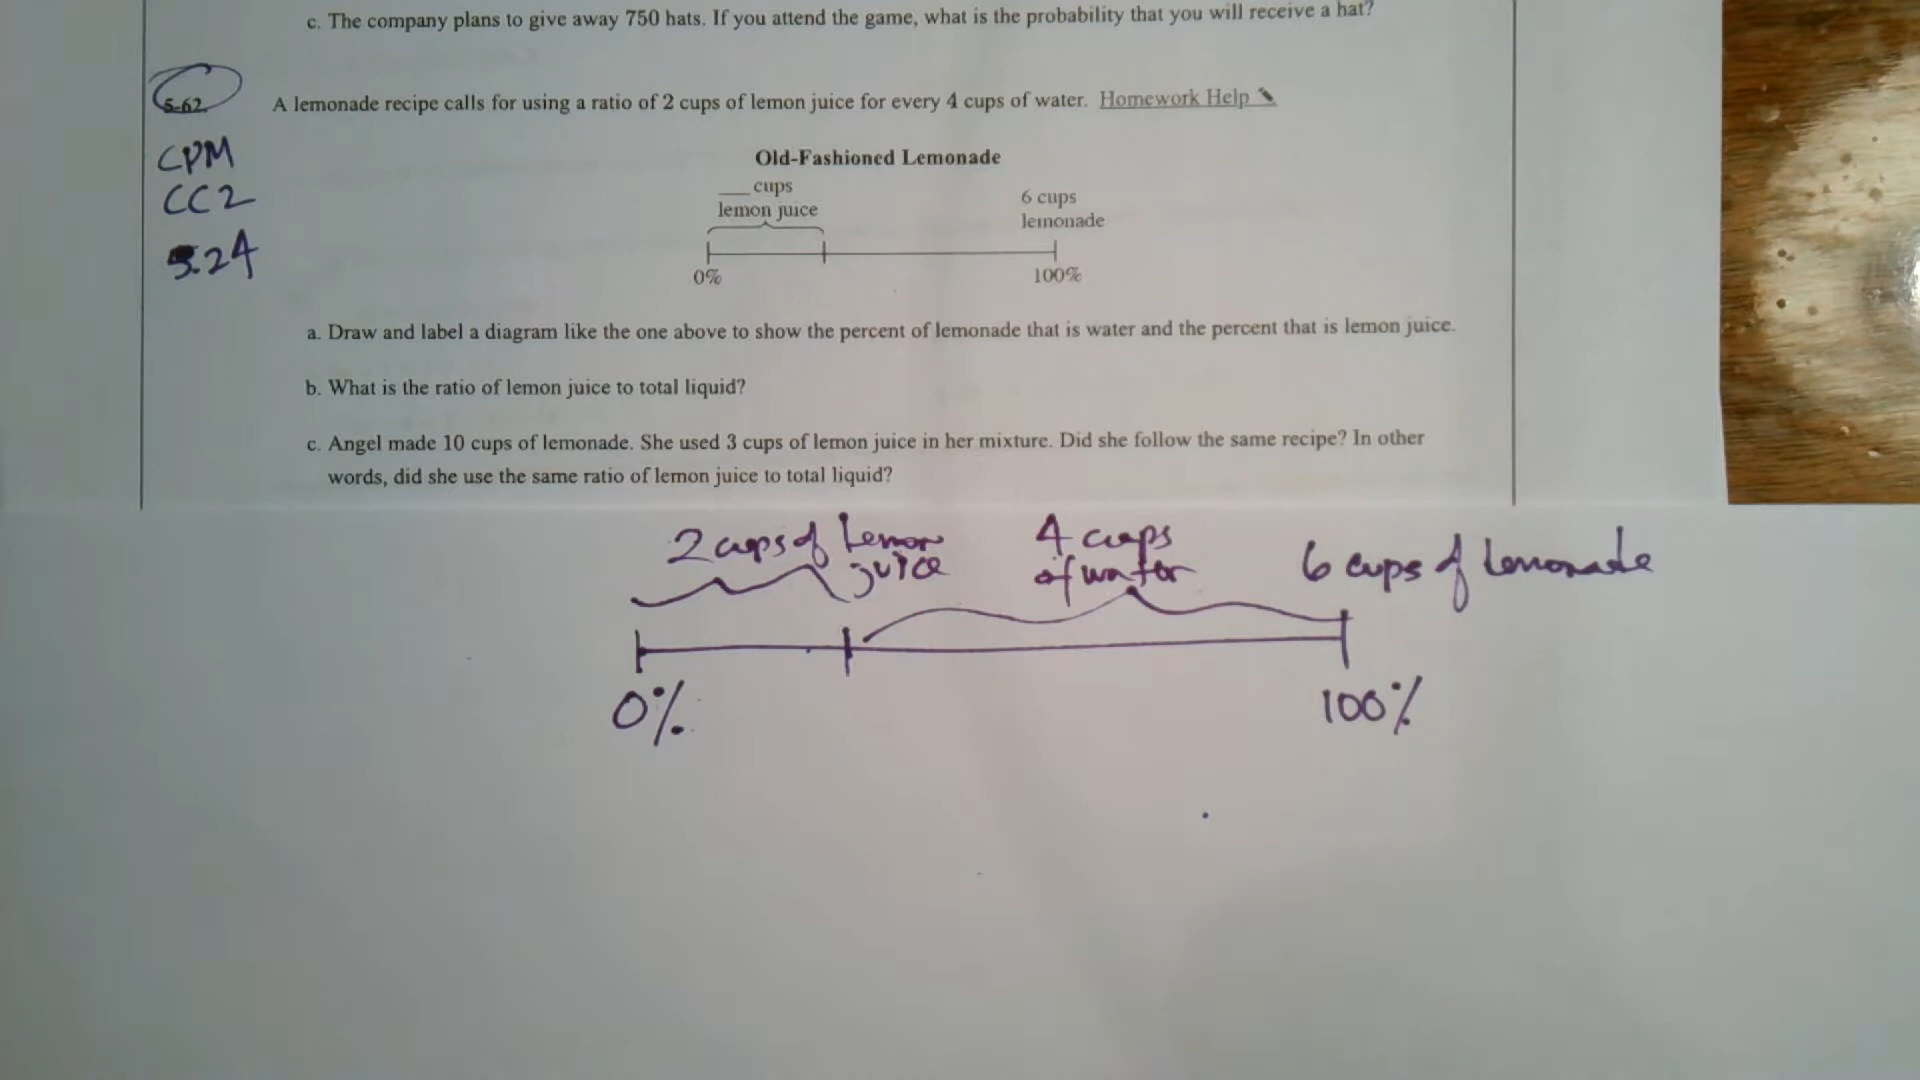 c. The company plans to give away 750 hats. If you attend the game, what is the probability that you will receive a hat?
5-62.
A lemonade recipe calls for using a ratio of 2 cups of lemon juice for every 4 cups of water. Homework Help
CPM
CC2
5.24
Old-Fashioned Lemonade
___ cups
lemon juice
6 cups
lemonade
0%
100%
a. Draw and label a diagram like the one above to show the percent of lemonade that is water and the percent that is lemon juice.
b. What is the ratio of lemon juice to total liquid?
c. Angel made 10 cups of lemonade. She used 3 cups of lemon juice in her mixture. Did she follow the same recipe? In other
words, did she use the same ratio of lemon juice to total liquid?
2 cups of Lemon
juice
4 cups
of water
6 cups of Lemonade
0%
100%